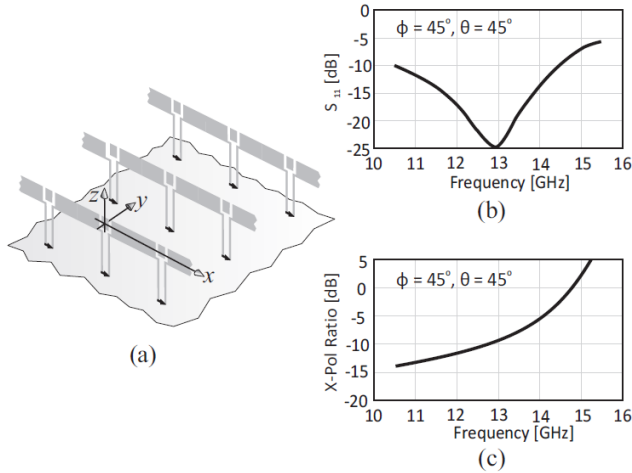 z
y
x
(a)
ϕ = 45°, θ = 45°
0
-5
-10
-15
-20
-25
S 11 [dB]
10 11 12 13 14 15 16
Frequency [GHz]
(b)
ϕ = 45°, θ = 45°
5
0
-5
-10
-15
-20
X-Pol Ratio [dB]
10 11 12 13 14 15 16
Frequency [GHz]
(c)